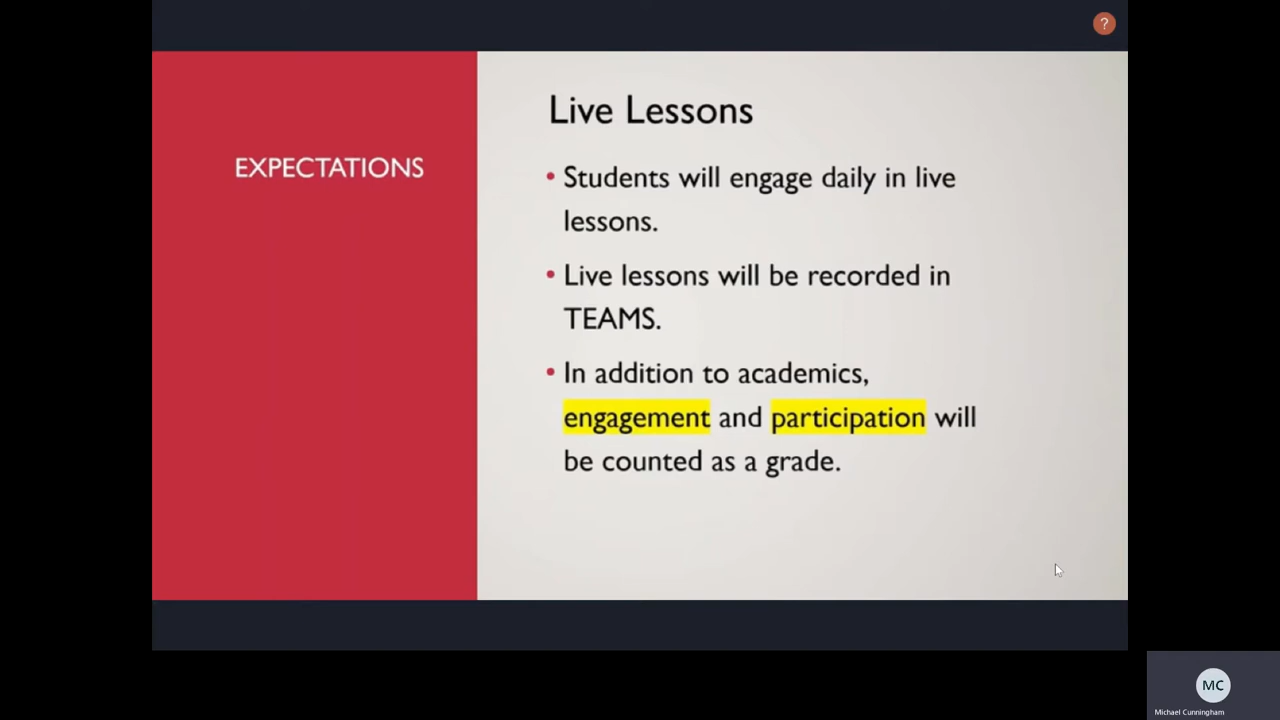 ?
EXPECTATIONS
Live Lessons
• Students will engage daily in live
lessons.
• Live lessons will be recorded in
TEAMS.
• In addition to academics,
engagement and participation will
be counted as a grade.
MC
Michael Cunningham